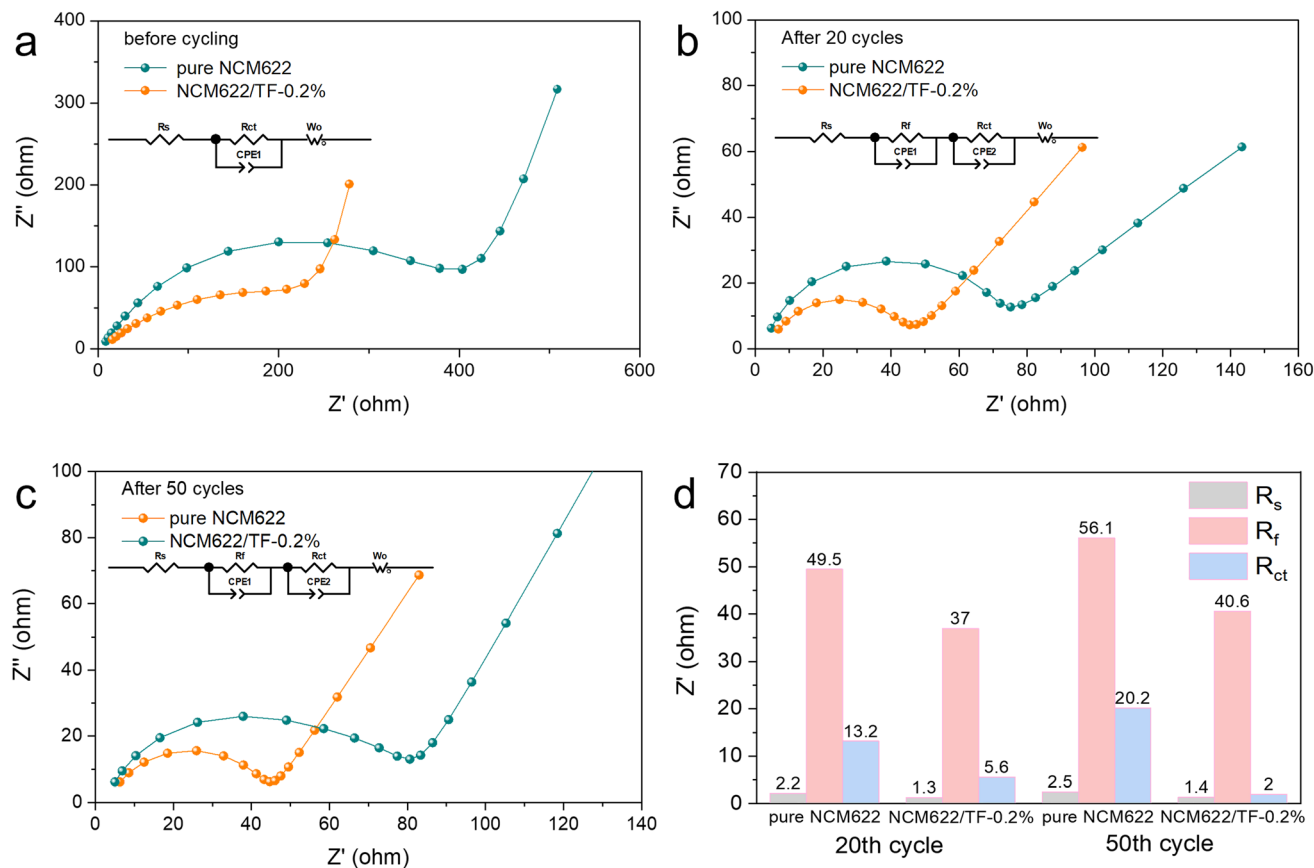 a
before cycling
pure NCM622
NCM622/TF-0.2%
Rs
Rct
CPE1
Wo
Z'' (ohm)
400
300
200
100
0
0
200
400
600
Z' (ohm)
b
After 20 cycles
pure NCM622
NCM622/TF-0.2%
Rs
Rf
Rct
Wo
CPE1
CPE2
Z'' (ohm)
100
80
60
40
20
0
0
20
40
60
80
100
120
140
160
Z' (ohm)
c
After 50 cycles
pure NCM622
NCM622/TF-0.2%
Rs
Rf
Rct
Wo
CPE1
CPE2
Z'' (ohm)
100
80
60
40
20
0
0
20
40
60
80
100
120
140
Z' (ohm)
d
Rs
Rf
Rct
Z' (ohm)
70
60
50
40
30
20
10
0
2.2
49.5
13.2
1.3
37
5.6
2.5
56.1
20.2
1.4
40.6
2
pure NCM622
NCM622/TF-0.2%
pure NCM622
NCM622/TF-0.2%
20th cycle
50th cycle